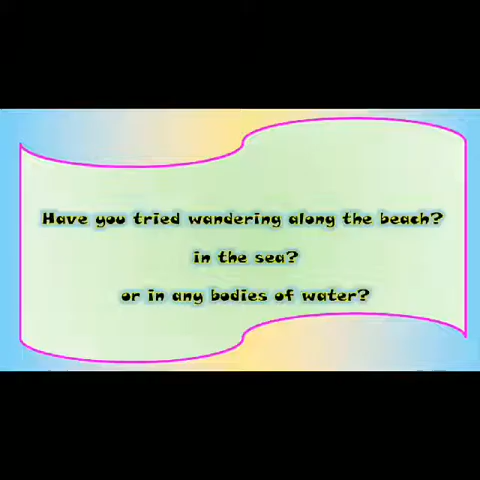 Have you tried wandering along the beach?
in the sea?
or in any bodies of water?